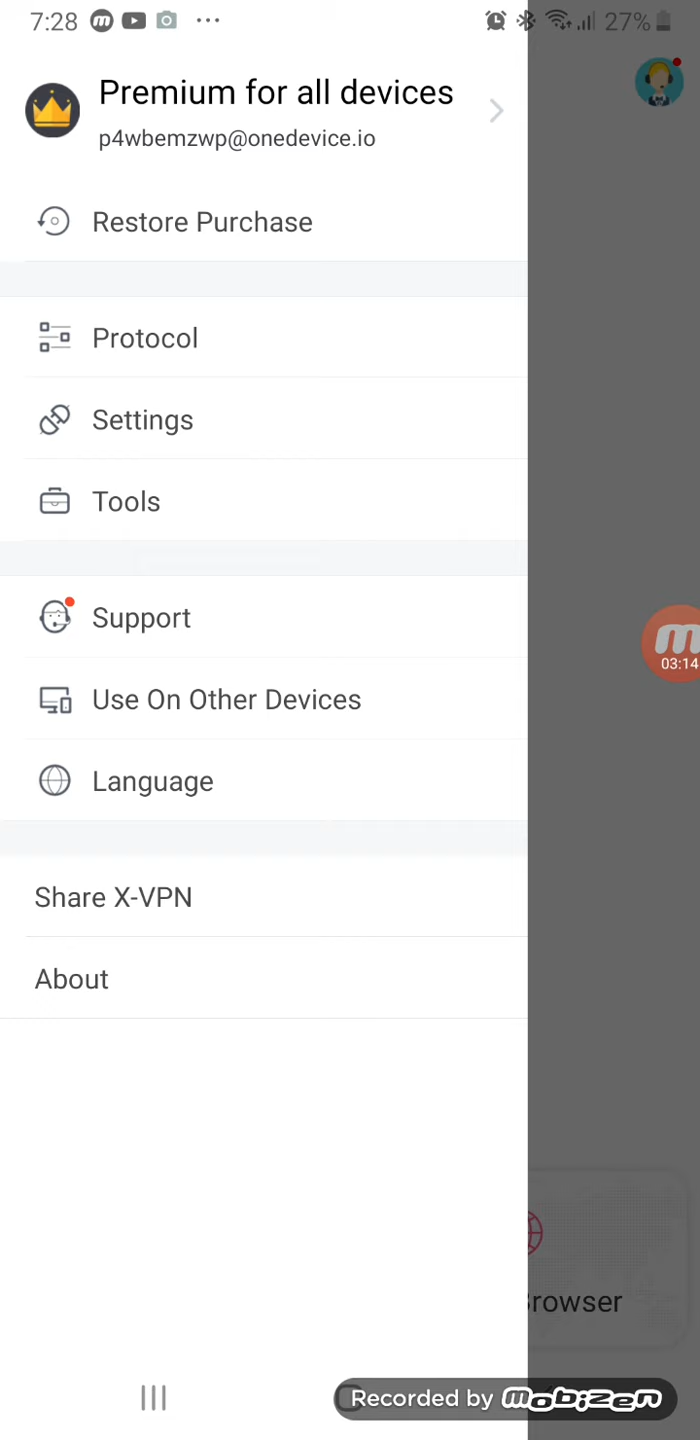 7:28
27%
Premium for all devices
p4wbemzwp@onedevice.io
Restore Purchase
Protocol
Settings
Tools
Support
03:14
Use On Other Devices
Language
Share X-VPN
About
rowser
Recorded by mobizen